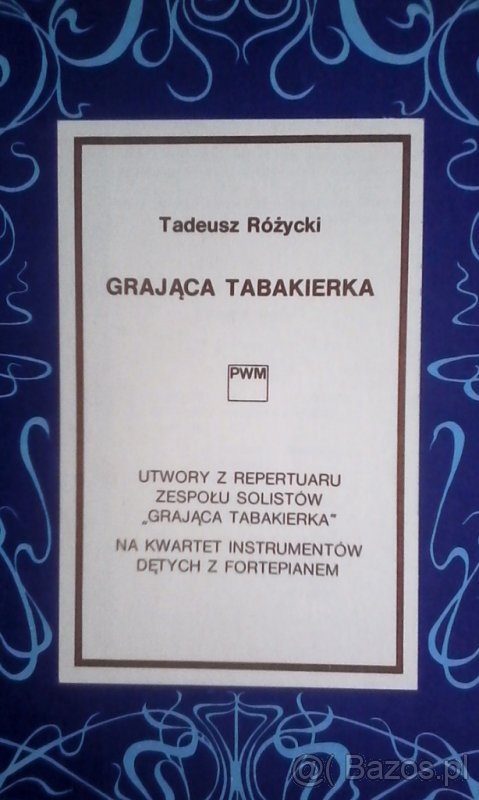 Tadeusz Różycki
GRAJĄCA TABAKIERKA
PWM
UTWORY Z REPERTUARU
ZESPOŁU SOLISTÓW
„GRAJĄCA TABAKIERKA"
NA KWARTET INSTRUMENTÓW
DĘTYCH Z FORTEPIANEM
@( Bazos.pl